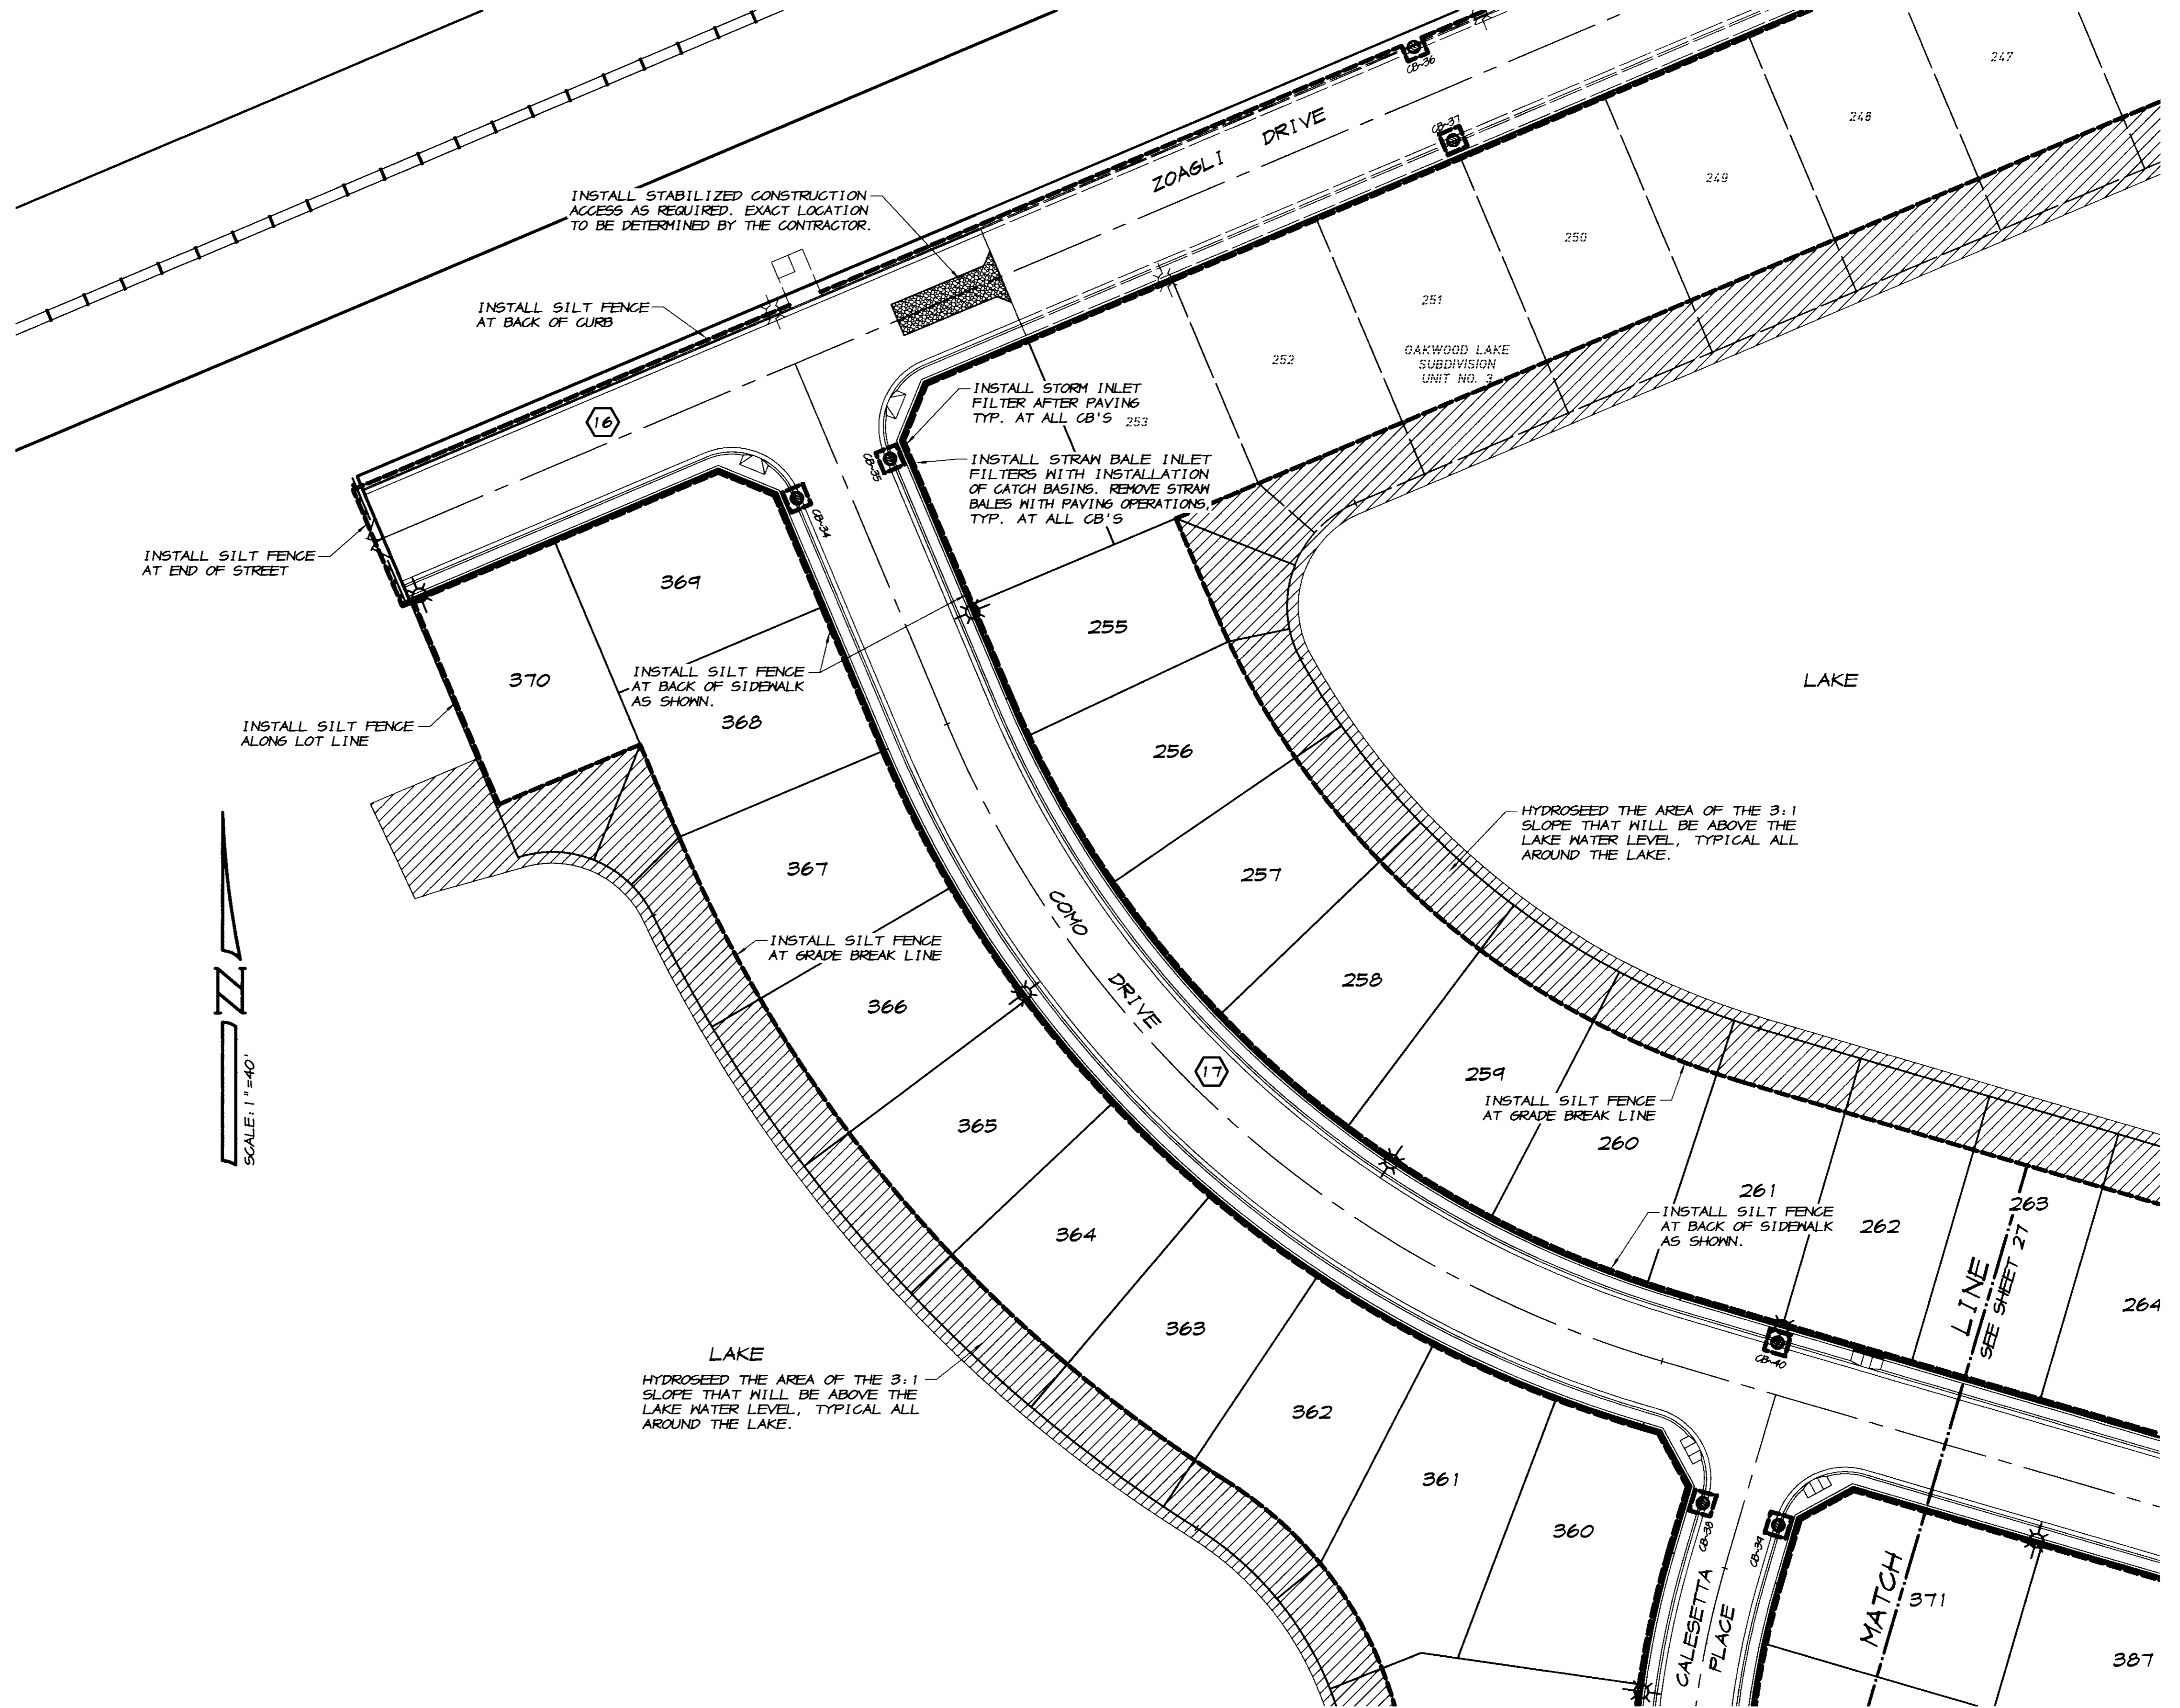 247
CB-36
248
CB-37
ZOAGLI DRIVE
249
INSTALL STABILIZED CONSTRUCTION
ACCESS AS REQUIRED. EXACT LOCATION
TO BE DETERMINED BY THE CONTRACTOR.
250
INSTALL SILT FENCE
AT BACK OF CURB
251
OAKWOOD LAKE
SUBDIVISION
UNIT NO. 3
252
INSTALL STORM INLET
FILTER AFTER PAVING
TYP. AT ALL CB'S
253
16
CB-35
INSTALL STRAW BALE INLET
FILTERS WITH INSTALLATION
OF CATCH BASINS. REMOVE STRAW
BALES WITH PAVING OPERATIONS,
TYP. AT ALL CB'S
CB-34
INSTALL SILT FENCE
AT END OF STREET
369
255
370
INSTALL SILT FENCE
AT BACK OF SIDEWALK
AS SHOWN.
LAKE
368
INSTALL SILT FENCE
ALONG LOT LINE
256
HYDROSEED THE AREA OF THE 3:1
SLOPE THAT WILL BE ABOVE THE
LAKE WATER LEVEL, TYPICAL ALL
AROUND THE LAKE.
367
257
COMO DRIVE
INSTALL SILT FENCE
AT GRADE BREAK LINE
258
366
SCALE: 1"=40'
17
259
INSTALL SILT FENCE
AT GRADE BREAK LINE
365
260
261
INSTALL SILT FENCE
AT BACK OF SIDEWALK
AS SHOWN.
262
263
364
MATCH LINE
SEE SHEET 27
264
363
CB-40
LAKE
HYDROSEED THE AREA OF THE 3:1
SLOPE THAT WILL BE ABOVE THE
LAKE WATER LEVEL, TYPICAL ALL
AROUND THE LAKE.
362
361
360
CB-38
CB-39
CALESETTA
PLACE
371
387